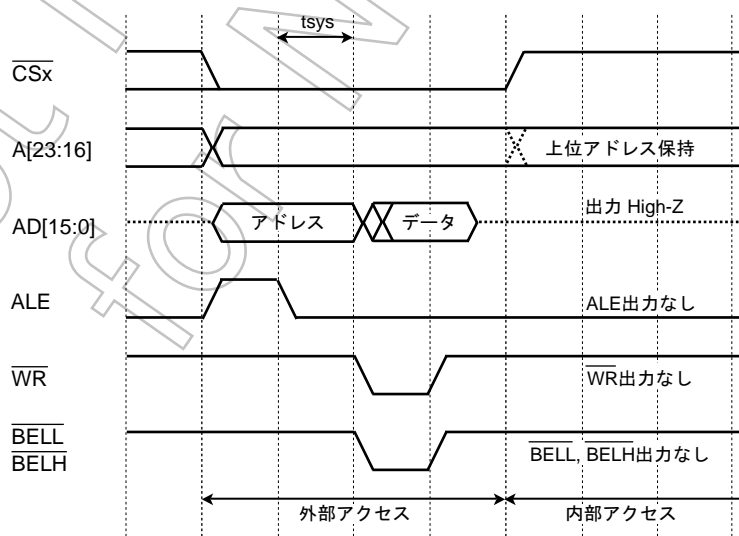 tsys
CSx
A[23:16]
上位アドレス保持
AD[15:0]
アドレス
データ
出力 High-Z
ALE
ALE出力なし
WR
WR出力なし
BELL
BELH
BELL, BELH出力なし
外部アクセス
内部アクセス
for